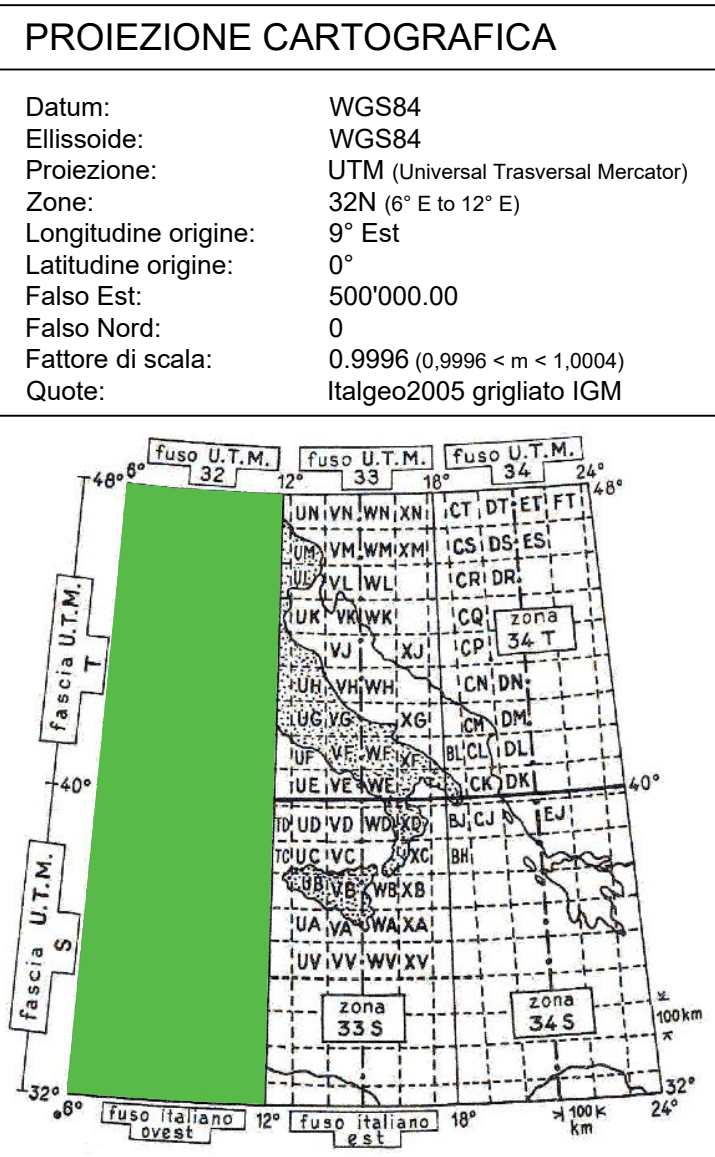 PROIEZIONE CARTOGRAFICA
Datum: WGS84
Ellissoide: WGS84
Proiezione: UTM (Universal Trasversal Mercator)
Zone: 32N (6° E to 12° E)
Longitudine origine: 9° Est
Latitudine origine: 0°
Falso Est: 500'000.00
Falso Nord: 0
Fattore di scala: 0.9996 (0,9996 < m < 1,0004)
Quote: Italgeo2005 grigliato IGM
fuso U.T.M. 32
fuso U.T.M. 33
fuso U.T.M. 34
48° 6° 12° 18° 24° 48°
UN VN WN XN CT DT ET FT
UM VM WM XM CS DS ES
UL VL WL CR DR
UK VK WK CQ
zona 34 T
VJ XJ CP
UH VH WH CN DN
UG VG XG CM DM
UF VF WF XF BL CL DL
UE VE WE CK DK
40° 40°
TD UD VD WD XD BJ CJ EJ
TC UC VC XC BH
UB VB WB XB
UA VA WA XA
UV VV WV XV
fascia U.T.M. T
fascia U.T.M. S
zona 33 S
zona 34 S
100km
32° 32°
6° 12° 18° 24°
fuso italiano ovest
fuso italiano est
100 K
km